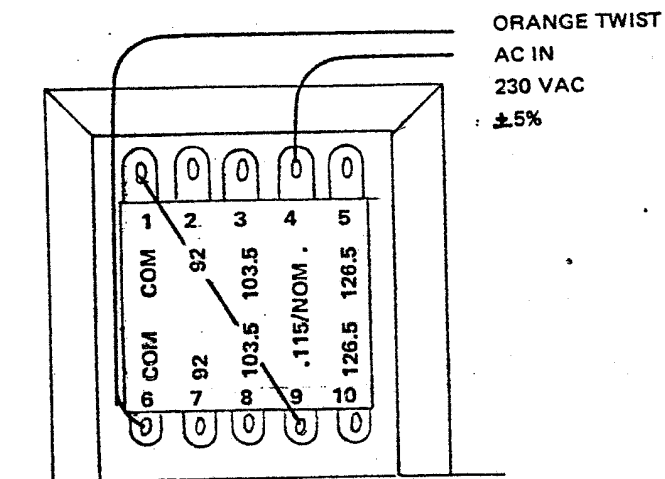 ORANGE TWIST
AC IN
230 VAC
±5%
1 2 3 4 5
COM 92 103.5 .115/NOM. 126.5
COM 92 103.5 126.5
6 7 8 9 10